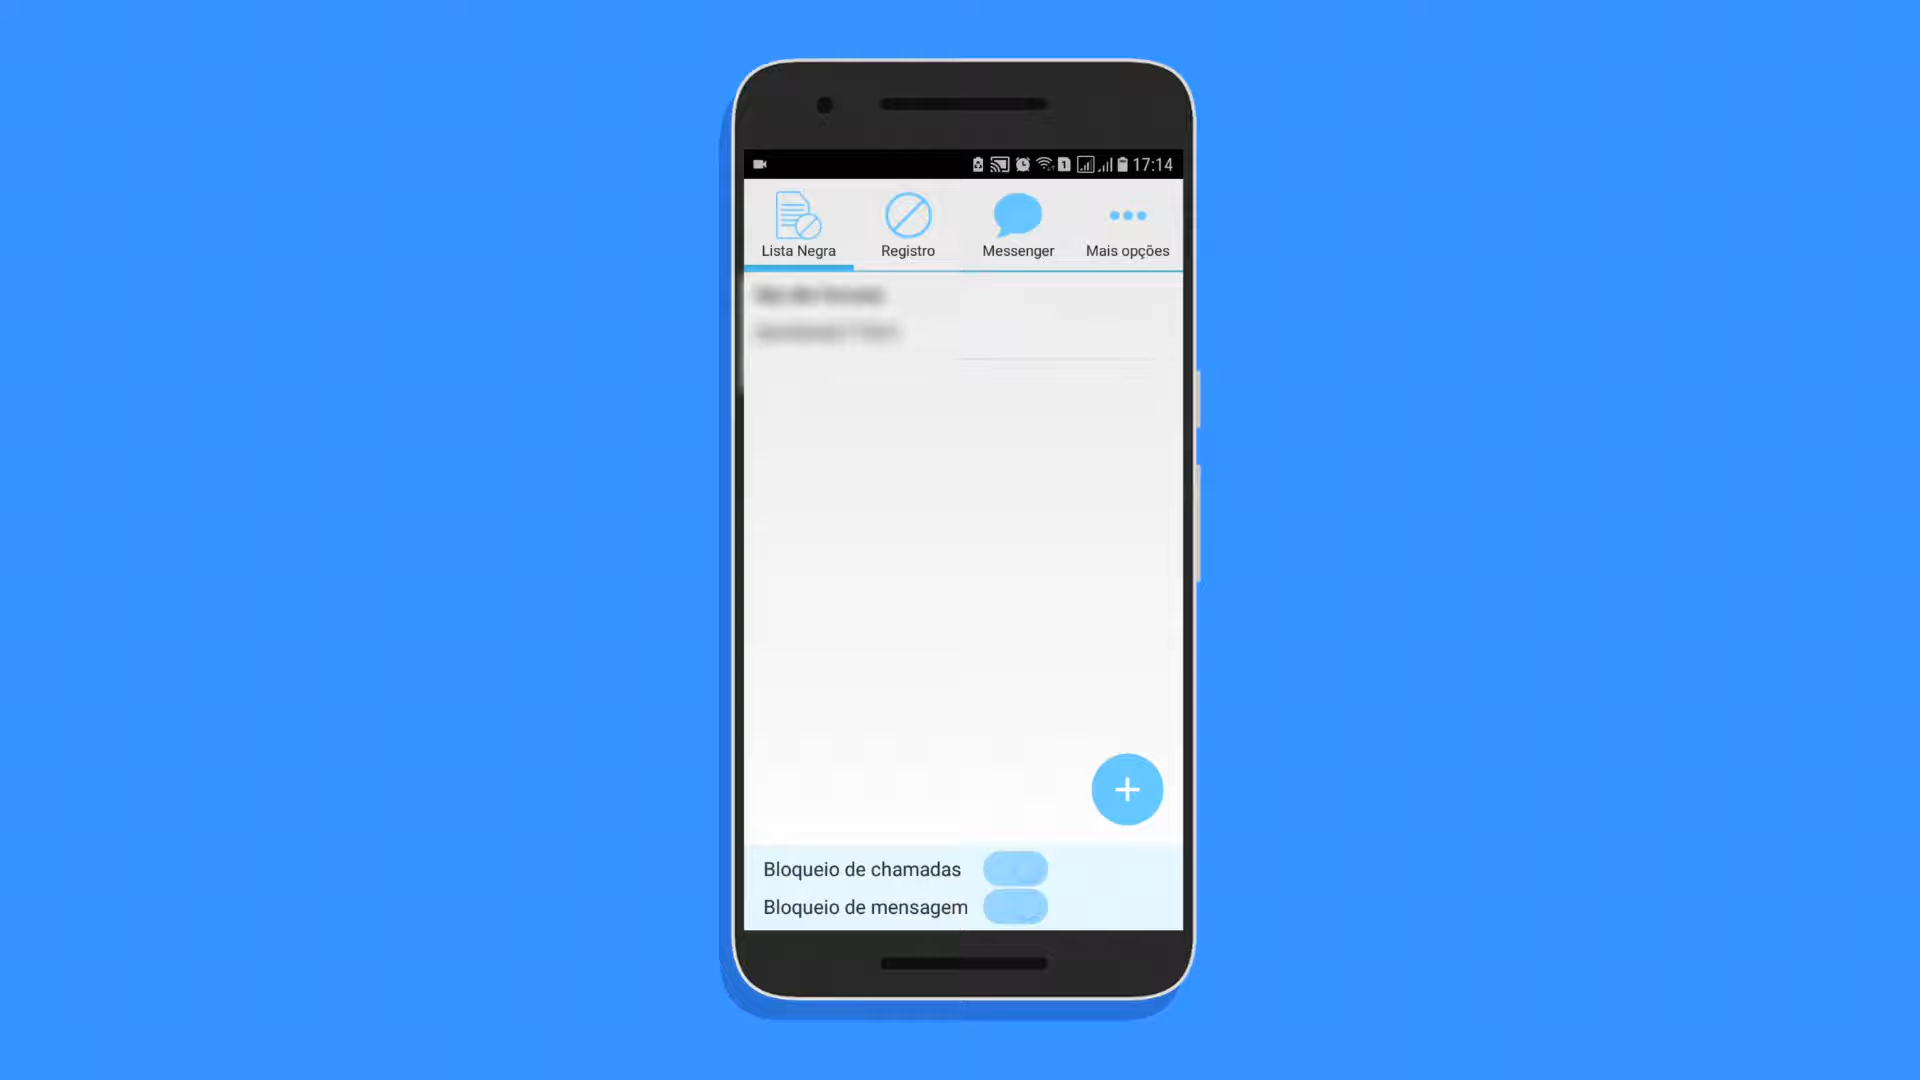 17:14
Lista Negra
Registro
Messenger
Mais opções
Bloqueio de chamadas
Bloqueio de mensagem